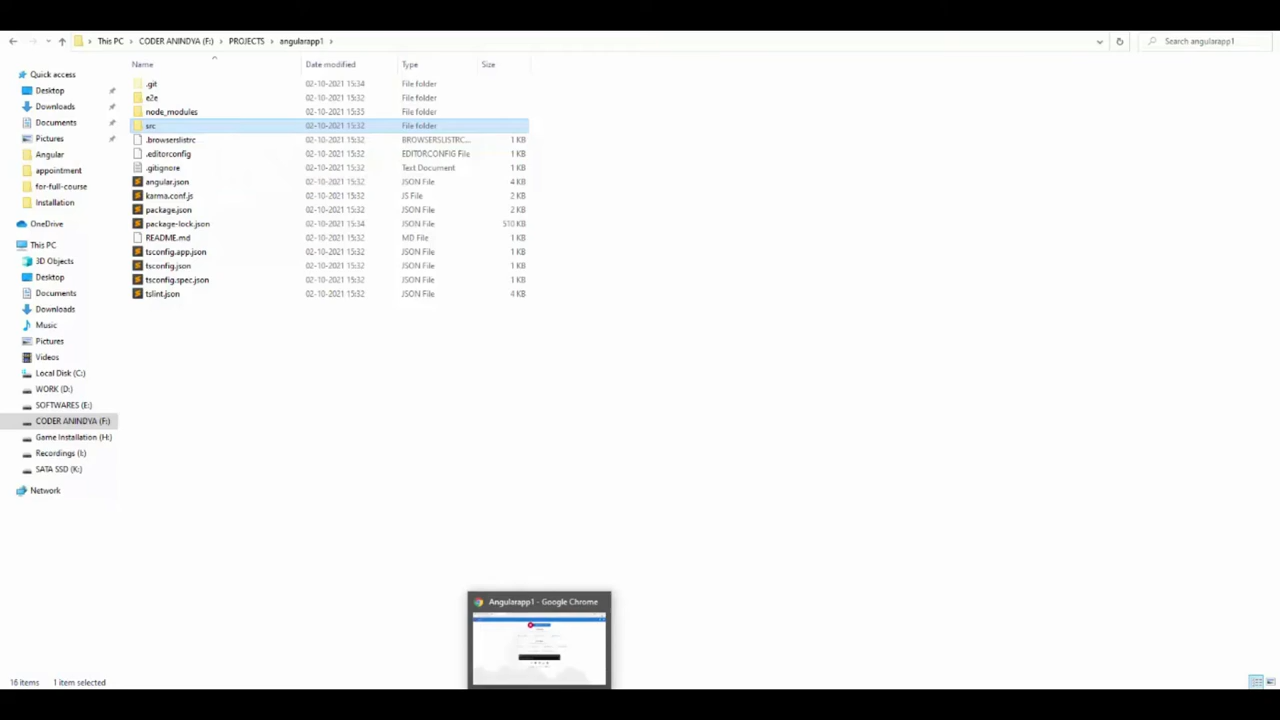 This PC
CODER ANINDYA (F:)
PROJECTS
angularapp1
Search angularapp1
Name
Date modified
Type
Size
Quick access
Desktop
Downloads
Documents
Pictures
Angular
appointment
for-full-course
Installation
OneDrive
This PC
3D Objects
Desktop
Documents
Downloads
Music
Pictures
Videos
Local Disk (C:)
WORK (D:)
SOFTWARES (E:)
CODER ANINDYA (F:)
Game Installation (H:)
Recordings (I:)
SATA SSD (K:)
Network
.git 02-10-2021 15:34 File folder
e2e 02-10-2021 15:32 File folder
node_modules 02-10-2021 15:35 File folder
src 02-10-2021 15:32 File folder
.browserslistrc 02-10-2021 15:32 BROWSERSLISTRC... 1 KB
.editorconfig 02-10-2021 15:32 EDITORCONFIG File 1 KB
.gitignore 02-10-2021 15:32 Text Document 1 KB
angular.json 02-10-2021 15:32 JSON File 4 KB
karma.conf.js 02-10-2021 15:32 JS File 2 KB
package.json 02-10-2021 15:32 JSON File 2 KB
package-lock.json 02-10-2021 15:34 JSON File 510 KB
README.md 02-10-2021 15:32 MD File 1 KB
tsconfig.app.json 02-10-2021 15:32 JSON File 1 KB
tsconfig.json 02-10-2021 15:32 JSON File 1 KB
tsconfig.spec.json 02-10-2021 15:32 JSON File 1 KB
tslint.json 02-10-2021 15:32 JSON File 4 KB
Angularapp1 - Google Chrome
16 items 1 item selected